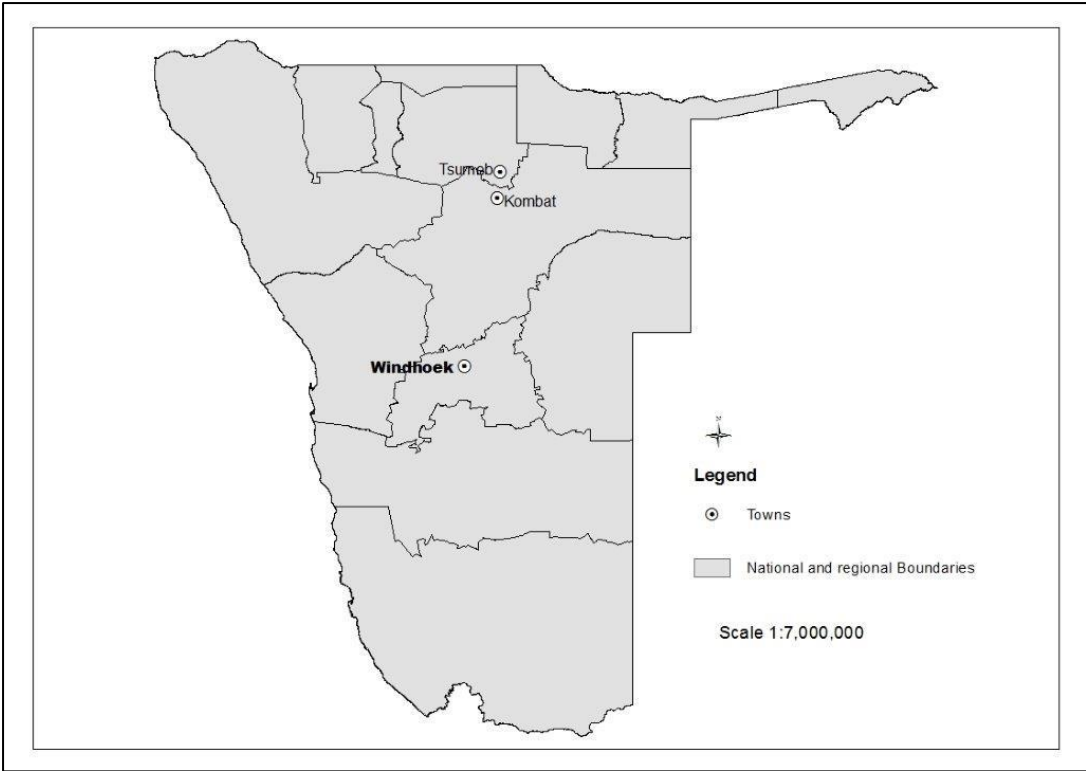 Tsumeb
Kombat
Windhoek
N
Legend
Towns
National and regional Boundaries
Scale 1:7,000,000